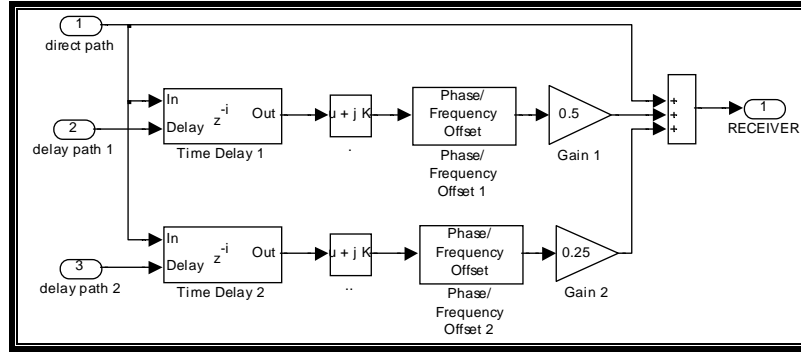 1
direct path
In
Delay
z-i
Out
Time Delay 1
2
delay path 1
u + j K
.
Phase/
Frequency
Offset
Phase/
Frequency
Offset 1
0.5
Gain 1
+
+
+
1
RECEIVER
In
Delay
z-i
Out
Time Delay 2
3
delay path 2
u + j K
..
Phase/
Frequency
Offset
Phase/
Frequency
Offset 2
0.25
Gain 2